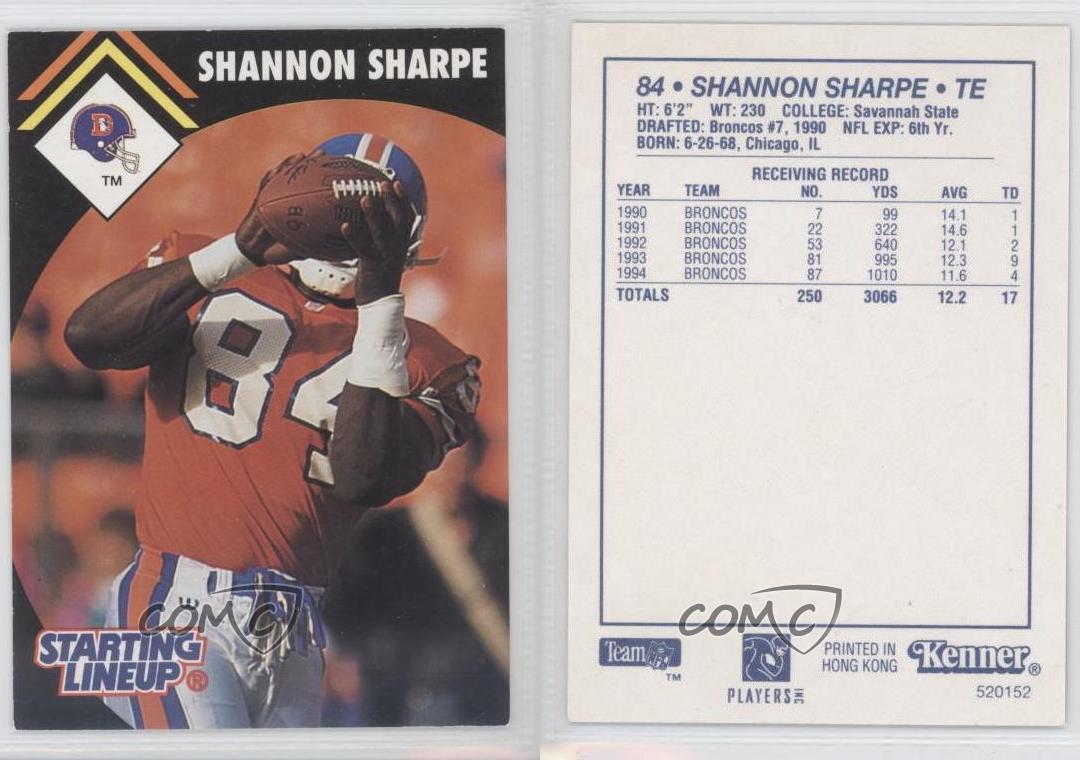 SHANNON SHARPE
D
TM
84
COMC
STARTING
LINEUP®
84 • SHANNON SHARPE • TE
HT: 6'2" WT: 230 COLLEGE: Savannah State
DRAFTED: Broncos #7, 1990 NFL EXP: 6th Yr.
BORN: 6-26-68, Chicago, IL
RECEIVING RECORD
YEAR TEAM NO. YDS AVG TD
1990 BRONCOS 7 99 14.1 1
1991 BRONCOS 22 322 14.6 1
1992 BRONCOS 53 640 12.1 2
1993 BRONCOS 81 995 12.3 9
1994 BRONCOS 87 1010 11.6 4
TOTALS 250 3066 12.2 17
COMC
Team NFL
TM
PLAYERS INC
PRINTED IN
HONG KONG
Kenner®
520152